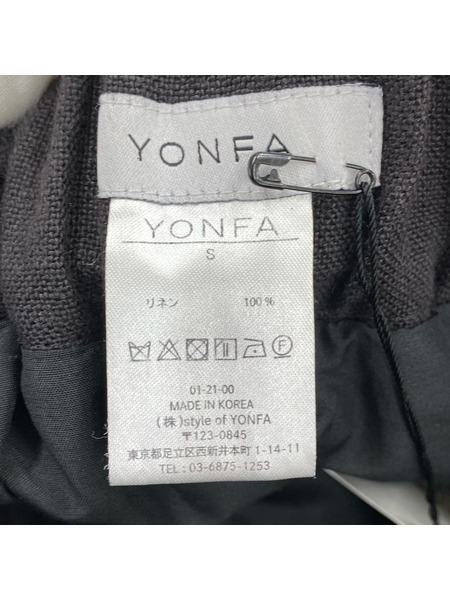 YONFA
YONFA
S
リネン 100%
01-21-00
MADE IN KOREA
(株)style of YONFA
〒123-0845
東京都足立区西新井本町1-14-11
TEL: 03-6875-1253